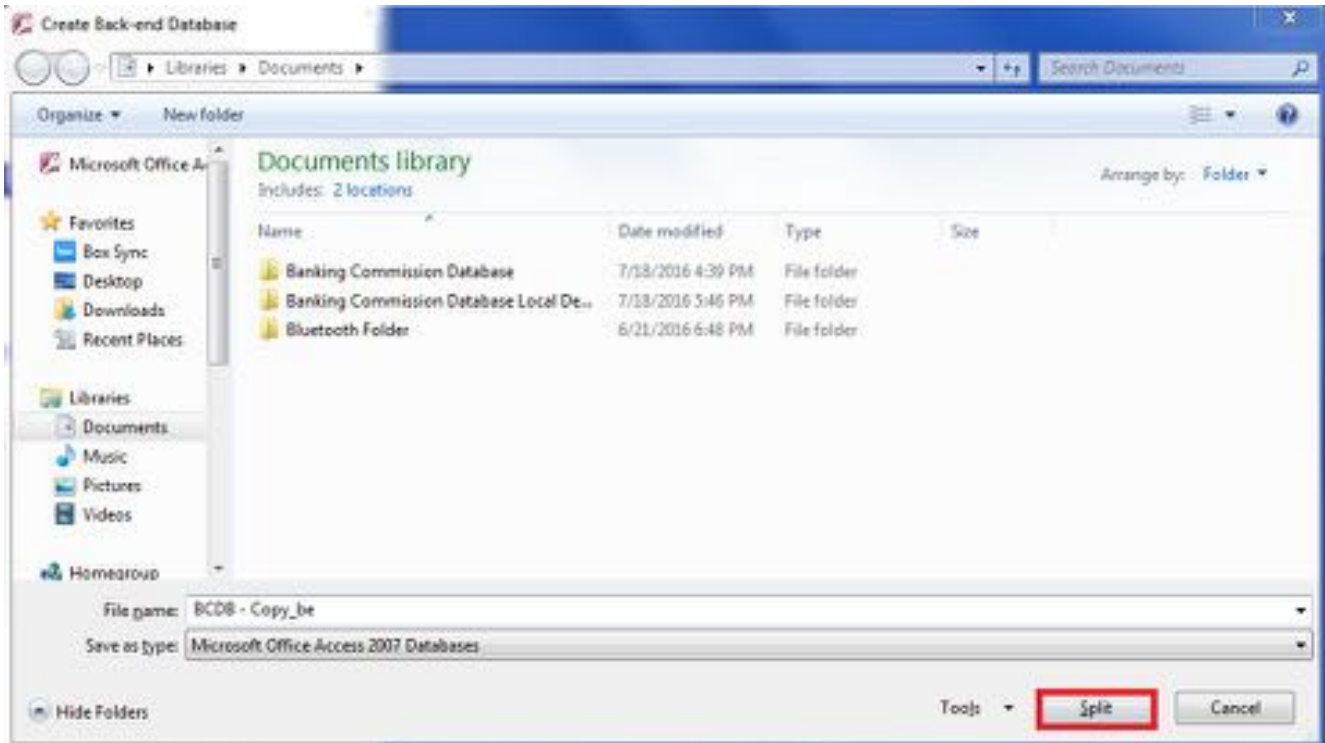 Create Back-end Database
Libraries Documents
Search Documents
Organize New folder
Microsoft Office A
Documents library
Includes: 2 locations
Arrange by: Folder
Favorites
Box Sync
Desktop
Downloads
Recent Places
Libraries
Documents
Music
Pictures
Videos
Homegroup
Name Date modified Type Size
Banking Commission Database 7/18/2016 4:39 PM File folder
Banking Commission Database Local De... 7/18/2016 5:46 PM File folder
Bluetooth Folder 6/21/2016 6:48 PM File folder
File name: BCDB - Copy_be
Save as type: Microsoft Office Access 2007 Databases
Hide Folders
Tools Split Cancel